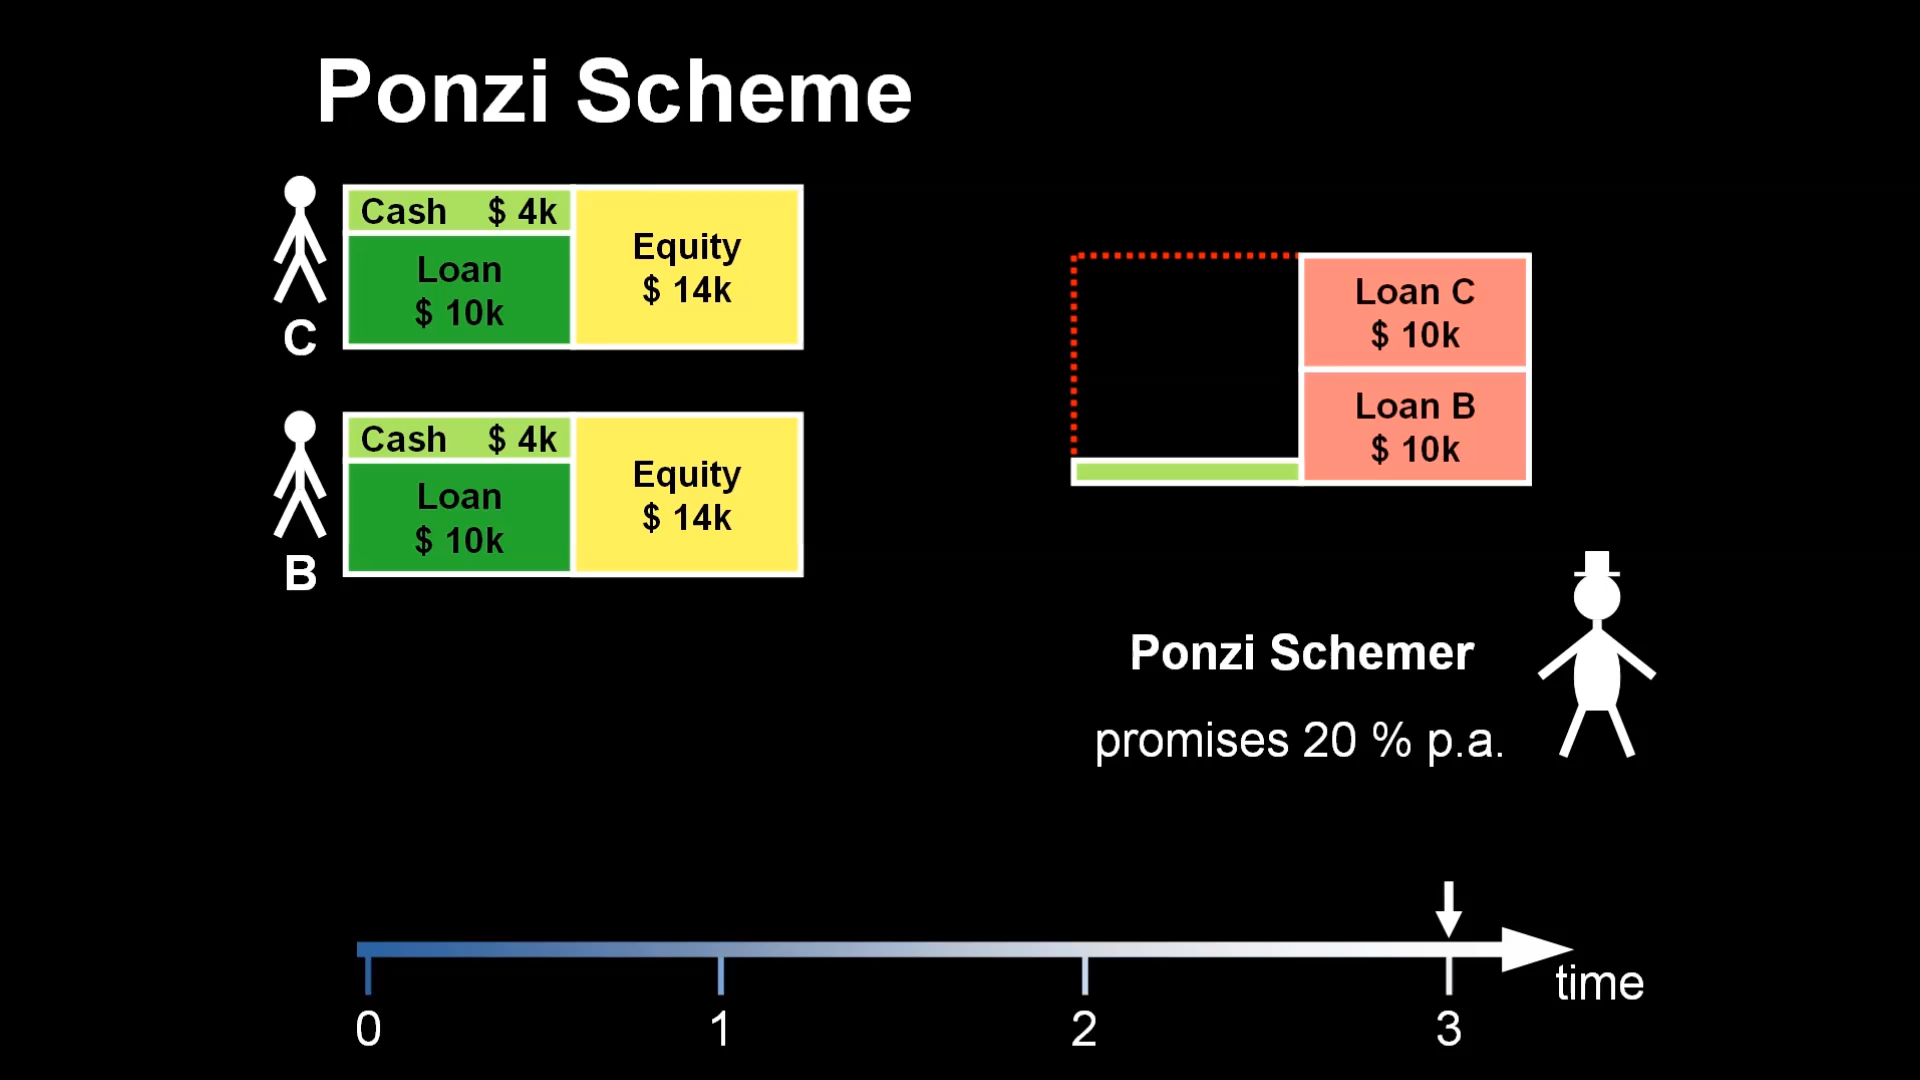 Ponzi Scheme
Cash $ 4k
Loan
$ 10k
Equity
$ 14k
C
Cash $ 4k
Loan
$ 10k
Equity
$ 14k
B
Loan C
$ 10k
Loan B
$ 10k
Ponzi Schemer
promises 20 % p.a.
time
0 1 2 3